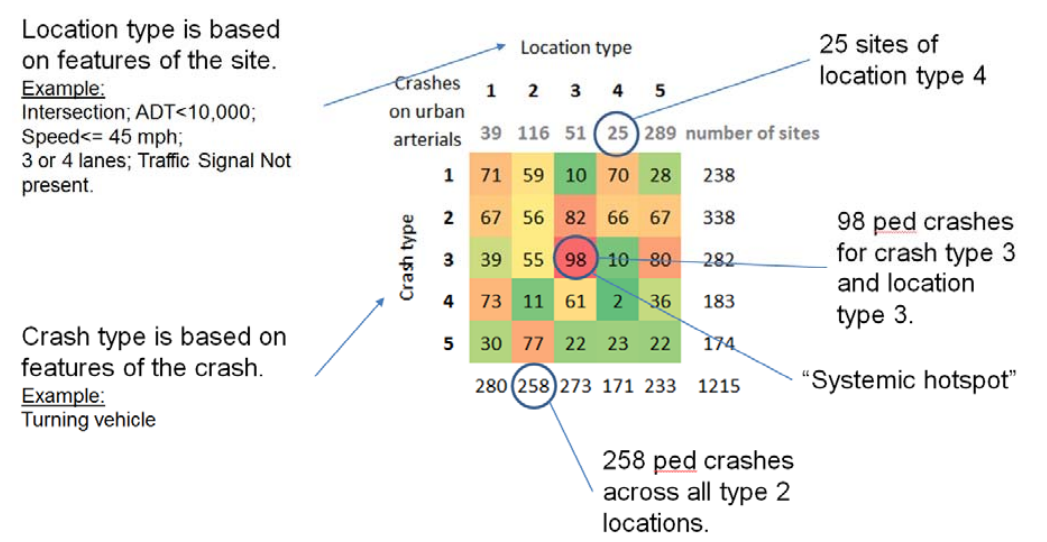 Location type is based
on features of the site.
Example:
Intersection; ADT<10,000;
Speed<= 45 mph;
3 or 4 lanes; Traffic Signal Not
present.
Crash type is based on
features of the crash.
Example:
Turning vehicle
Location type
Crashes
on urban
arterials
1 2 3 4 5
39 116 51 25 289 number of sites
Crash type
1 71 59 10 70 28 238
2 67 56 82 66 67 338
3 39 55 98 10 80 282
4 73 11 61 2 36 183
5 30 77 22 23 22 174
280 258 273 171 233 1215
25 sites of
location type 4
98 ped crashes
for crash type 3
and location
type 3.
“Systemic hotspot”
258 ped crashes
across all type 2
locations.